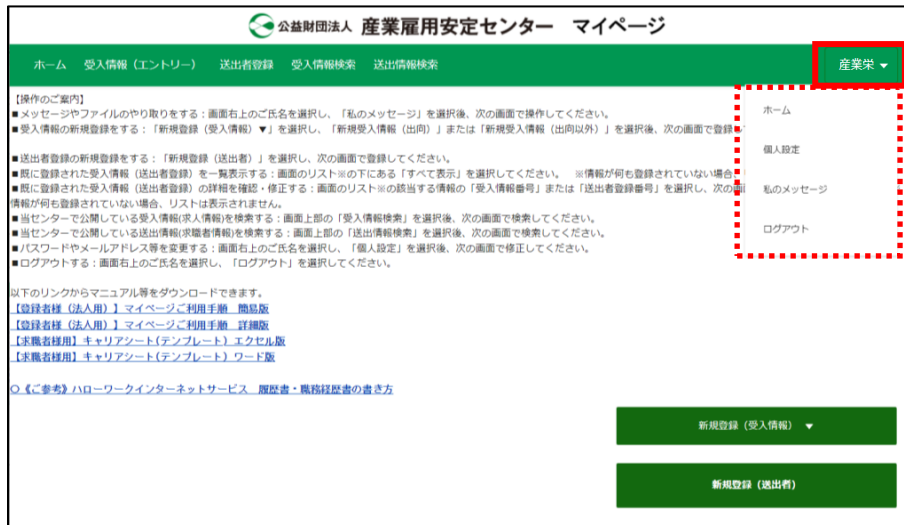 公益財団法人 産業雇用安定センター マイページ
ホーム 受入情報（エントリー） 送出者登録 受入情報検索 送出情報検索 産業栄 ▼
【操作のご案内】
■メッセージやファイルのやり取りをする：画面右上のご氏名を選択し、「私のメッセージ」を選択後、次の画面で操作してください。
■受入情報の新規登録をする：「新規登録（受入情報）▼」を選択し、「新規受入情報（出向）」または「新規受入情報（出向以外）」を選択後、次の画面で登録し
■送出者登録の新規登録をする：「新規登録（送出者）」を選択し、次の画面で登録してください。
■既に登録された受入情報（送出者登録）を一覧表示する：画面のリスト※の下にある「すべて表示」を選択してください。 ※情報が何も登録されていない場合、
■既に登録された受入情報（送出者登録）の詳細を確認・修正する：画面のリスト※の該当する情報の「受入情報番号」または「送出者登録番号」を選択し、次の画
情報が何も登録されていない場合、リストは表示されません。
■当センターで公開している受入情報(求人情報)を検索する：画面上部の「受入情報検索」を選択後、次の画面で検索してください。
■当センターで公開している送出情報(求職者情報)を検索する：画面上部の「送出情報検索」を選択後、次の画面で検索してください。
■パスワードやメールアドレス等を変更する：画面右上のご氏名を選択し、「個人設定」を選択後、次の画面で修正してください。
■ログアウトする：画面右上のご氏名を選択し、「ログアウト」を選択してください。
ホーム
個人設定
私のメッセージ
ログアウト
以下のリンクからマニュアル等をダウンロードできます。
【登録者様（法人用）】マイページご利用手順 簡易版
【登録者様（法人用）】マイページご利用手順 詳細版
【求職者様用】キャリアシート(テンプレート）エクセル版
【求職者様用】キャリアシート(テンプレート）ワード版
○《ご参考》ハローワークインターネットサービス 履歴書・職務経歴書の書き方
新規登録（受入情報） ▼
新規登録（送出者）